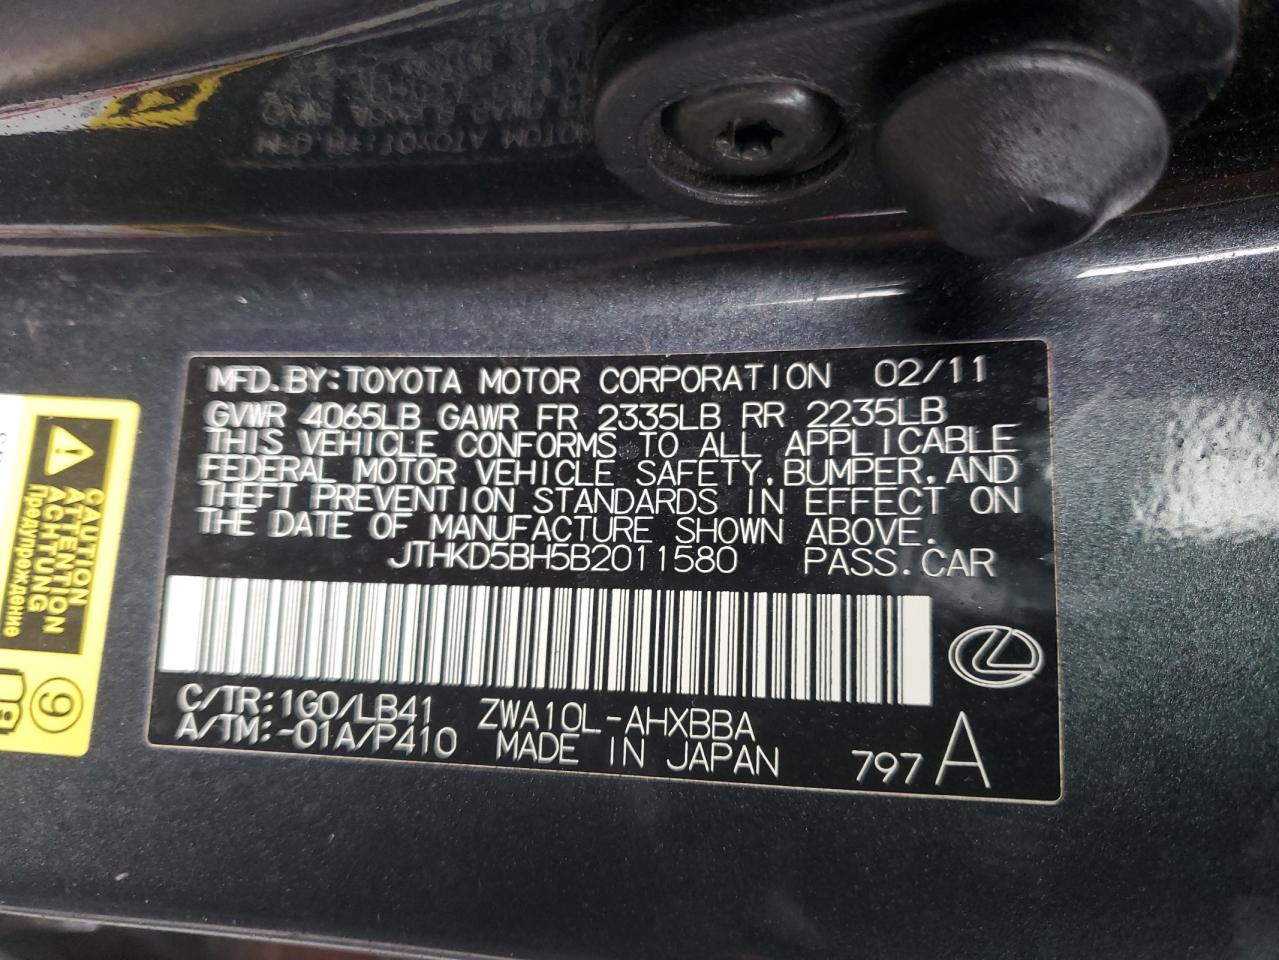 MFD.BY:TOYOTA MOTOR CORPORATION 02/11
GVWR 4065LB GAWR FR 2335LB RR 2235LB
THIS VEHICLE CONFORMS TO ALL APPLICABLE
FEDERAL MOTOR VEHICLE SAFETY,BUMPER,AND
THEFT PREVENTION STANDARDS IN EFFECT ON
THE DATE OF MANUFACTURE SHOWN ABOVE.
JTHKD5BH5B2011580 PASS.CAR
C/TR:1G0/LB41 ZWA10L-AHXBBA
A/TM:-01A/P410 MADE IN JAPAN 797 A
CAUTION
ATTENTION
ACHTUNG
Предупреждение
9